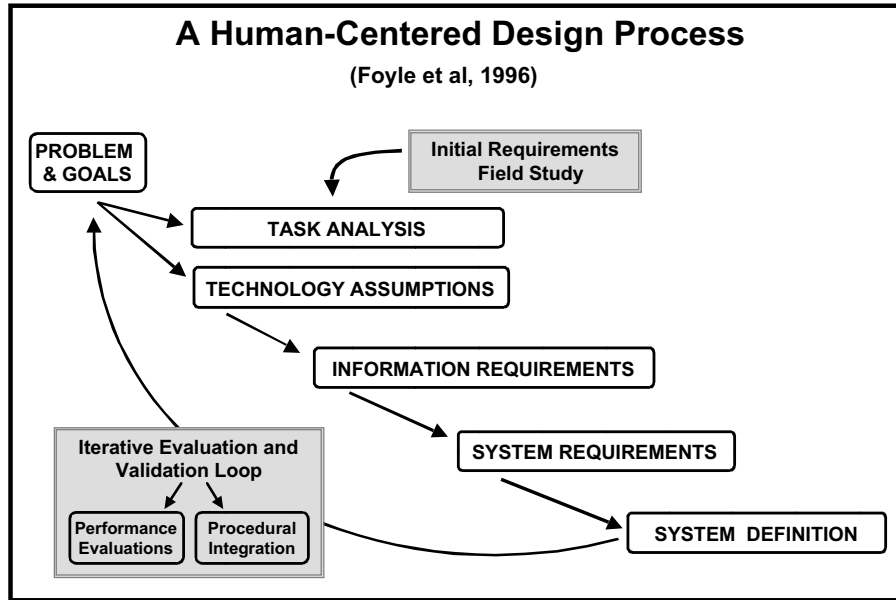 A Human-Centered Design Process
(Foyle et al, 1996)
PROBLEM
& GOALS
Initial Requirements
Field Study
TASK ANALYSIS
TECHNOLOGY ASSUMPTIONS
INFORMATION REQUIREMENTS
SYSTEM REQUIREMENTS
SYSTEM DEFINITION
Iterative Evaluation and
Validation Loop
Performance
Evaluations
Procedural
Integration